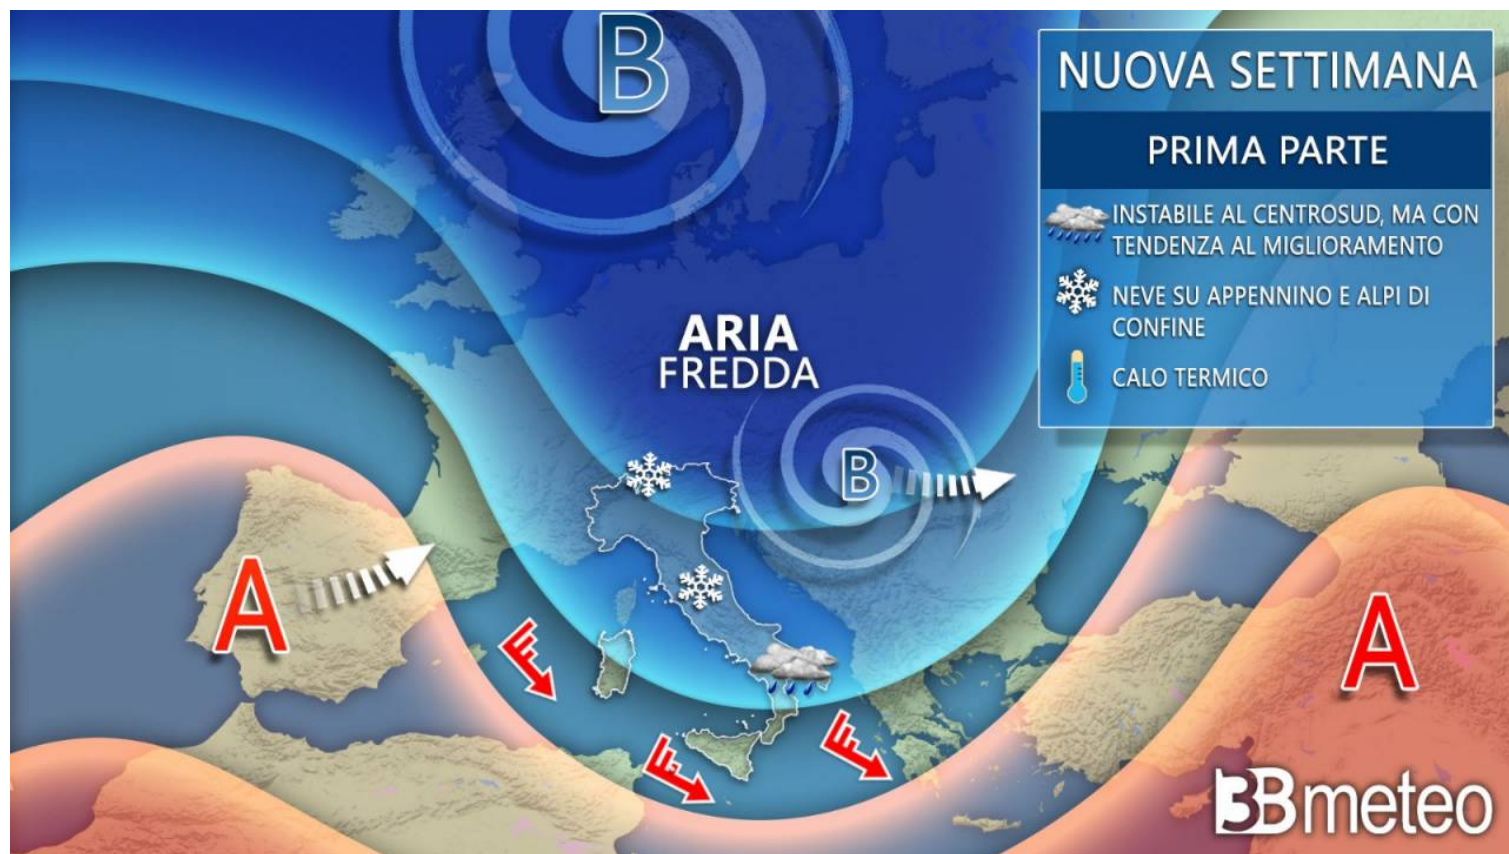 B
NUOVA SETTIMANA
PRIMA PARTE
INSTABILE AL CENTROSUD, MA CON
TENDENZA AL MIGLIORAMENTO
NEVE SU APPENNINO E ALPI DI
CONFINE
CALO TERMICO
ARIA
FREDDA
B
A
A
3Bmeteo